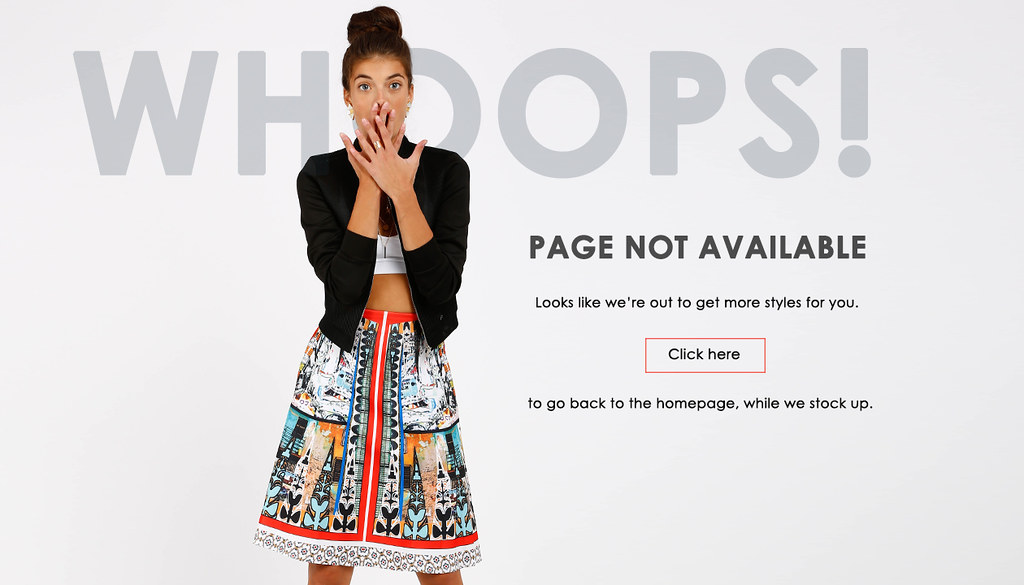 WHOOPS!
PAGE NOT AVAILABLE
Looks like we're out to get more styles for you.
Click here
to go back to the homepage, while we stock up.